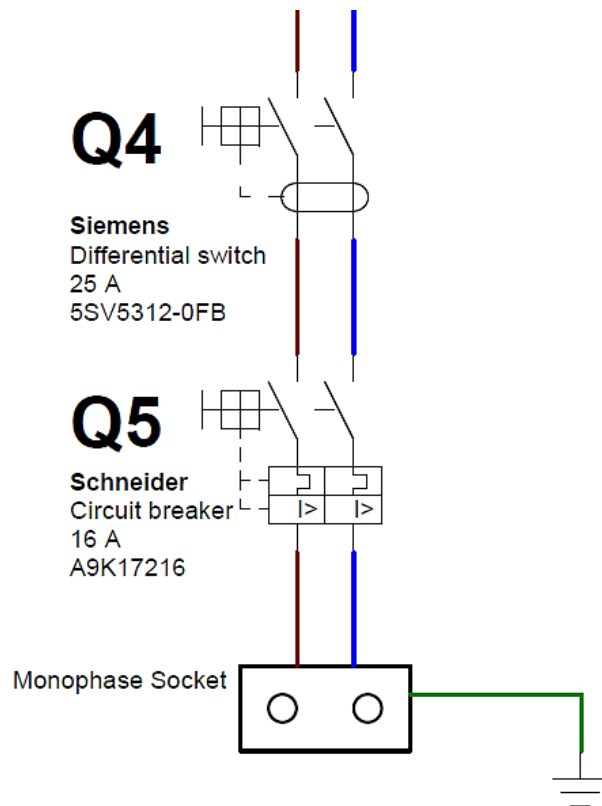 Q4
Siemens
Differential switch
25 A
5SV5312-0FB
Q5
Schneider
Circuit breaker
16 A
A9K17216
I> I>
Monophase Socket